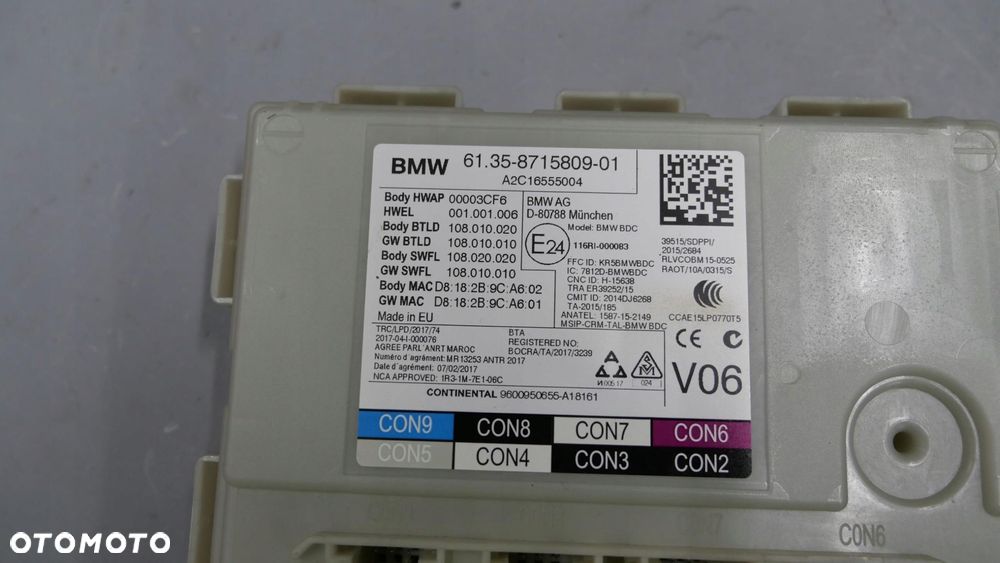 BMW 61.35-8715809-01
A2C16555004
Body HWAP 00003CF6
HWEL 001.001.006
Body BTLD 108.010.020
GW BTLD 108.010.010
Body SWFL 108.020.020
GW SWFL 108.010.010
Body MAC D8:18:2B:9C:A6:02
GW MAC D8:18:2B:9C:A6:01
Made in EU
BMW AG
D-80788 München
Model: BMW BDC
E24
116RI-000083
FFC ID: KR5BMWBDC
IC: 7812D-BMWBDC
CNC ID: H-15638
TRA ER39252/15
CMIT ID: 2014DJ6268
TA-2015/185
ANATEL: 1587-15-2149
MSIP-CRM-TAL-BMW BDC
39515/SDPPI/
2015/2684
RLVCOBM15-0525
RAOT/10A/0315/S
CCAE15LP0770T5
CE
V06
TRC/LPD/2017/74
2017-04-I-000076
AGREE PARL`ANRT MAROC
Numéro d`agrément: MR 13253 ANTR 2017
Date d`agrément: 07/02/2017
NCA APPROVED: 1R3-1M-7E1-06C
BTA
REGISTERED NO:
BOCRA/TA/2017/3239
И005 17
024
CONTINENTAL 9600950655-A18161
CON9 CON8 CON7 CON6
CON5 CON4 CON3 CON2
CON6
OTOMOTO